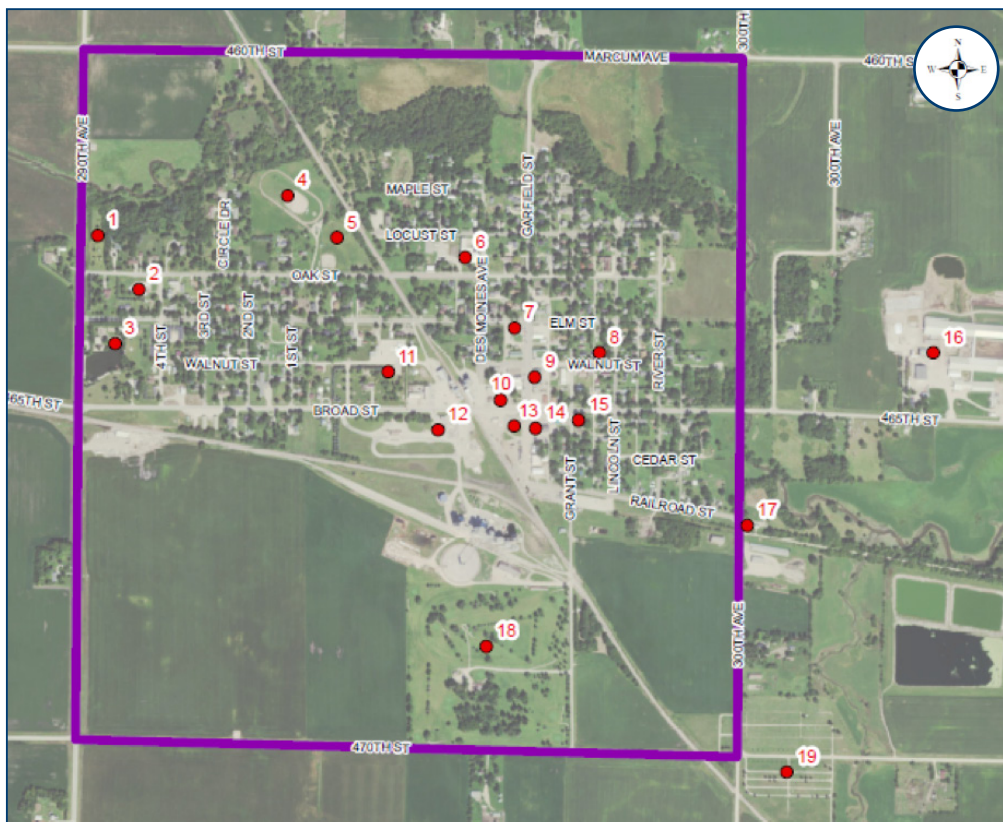 460TH ST
MARCUM AVE
300TH
460TH S
N
W E
S
290TH AVE
300TH AVE
GARFIELD ST
4
MAPLE ST
1
CIRCLE DR
5
LOCUST ST
6
OAK ST
2
DES MOINES AVE
3RD ST
2ND ST
7
ELM ST
3
4TH ST
1ST ST
WALNUT ST
8
WALNUT ST
RIVER ST
16
11
9
10
465TH ST
BROAD ST
12
13
14
15
465TH ST
LINCOLN ST
CEDAR ST
GRANT ST
RAILROAD ST
17
18
300TH AVE
470TH ST
19